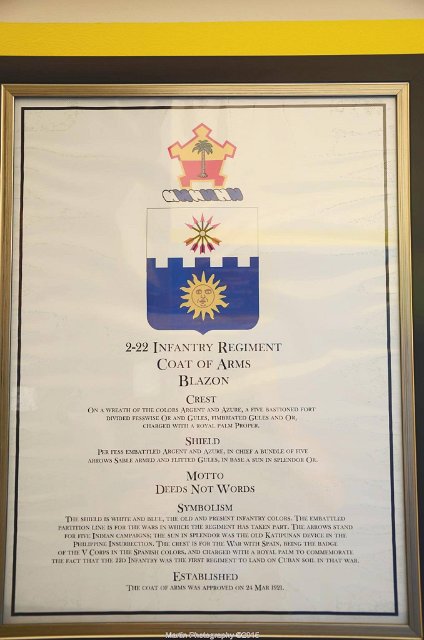 2-22 Infantry Regiment
Coat of Arms
Blazon
Crest
On a wreath of the colors Argent and Azure, a five bastioned fort
divided fesswise Or and Gules, fimbriated Gules and Or,
charged with a royal palm Proper.
Shield
Per fess embattled Argent and Azure, in chief a bundle of five
arrows Sable armed and flitted Gules, in base a sun in splendor Or.
Motto
Deeds Not Words
Symbolism
The shield is white and blue, the old and present infantry colors. The embattled
partition line is for the wars in which the regiment has taken part. The arrows stand
for five Indian campaigns; the sun in splendor was the old Katipunan device in the
Philippine Insurrection. The crest is for the War with Spain, being the badge
of the V Corps in the Spanish colors, and charged with a royal palm to commemorate
the fact that the 22d Infantry was the first regiment to land on Cuban soil in that war.
Established
The coat of arms was approved on 24 Mar 1921.
Martin Photography ©2015